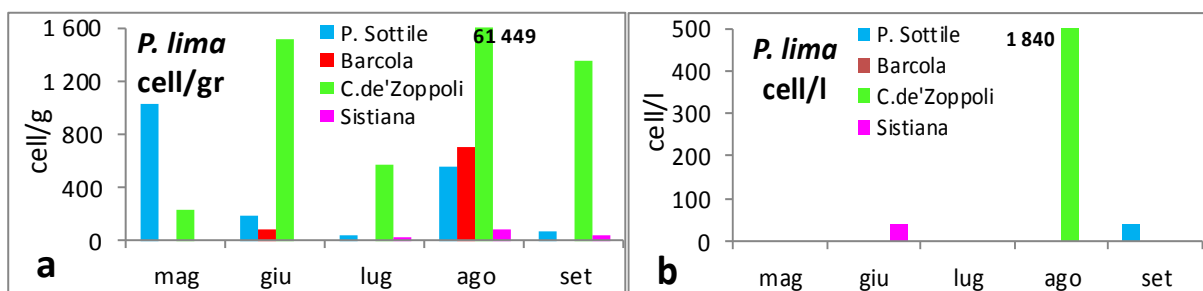 P. lima
cell/gr
cell/g
1 600
1 200
800
400
0
P. Sottile
Barcola
C.de'Zoppoli
Sistiana
61 449
mag giu lug ago set
a
P. lima
cell/l
cell/l
500
400
300
200
100
0
P. Sottile
Barcola
C.de'Zoppoli
Sistiana
1 840
mag giu lug ago set
b